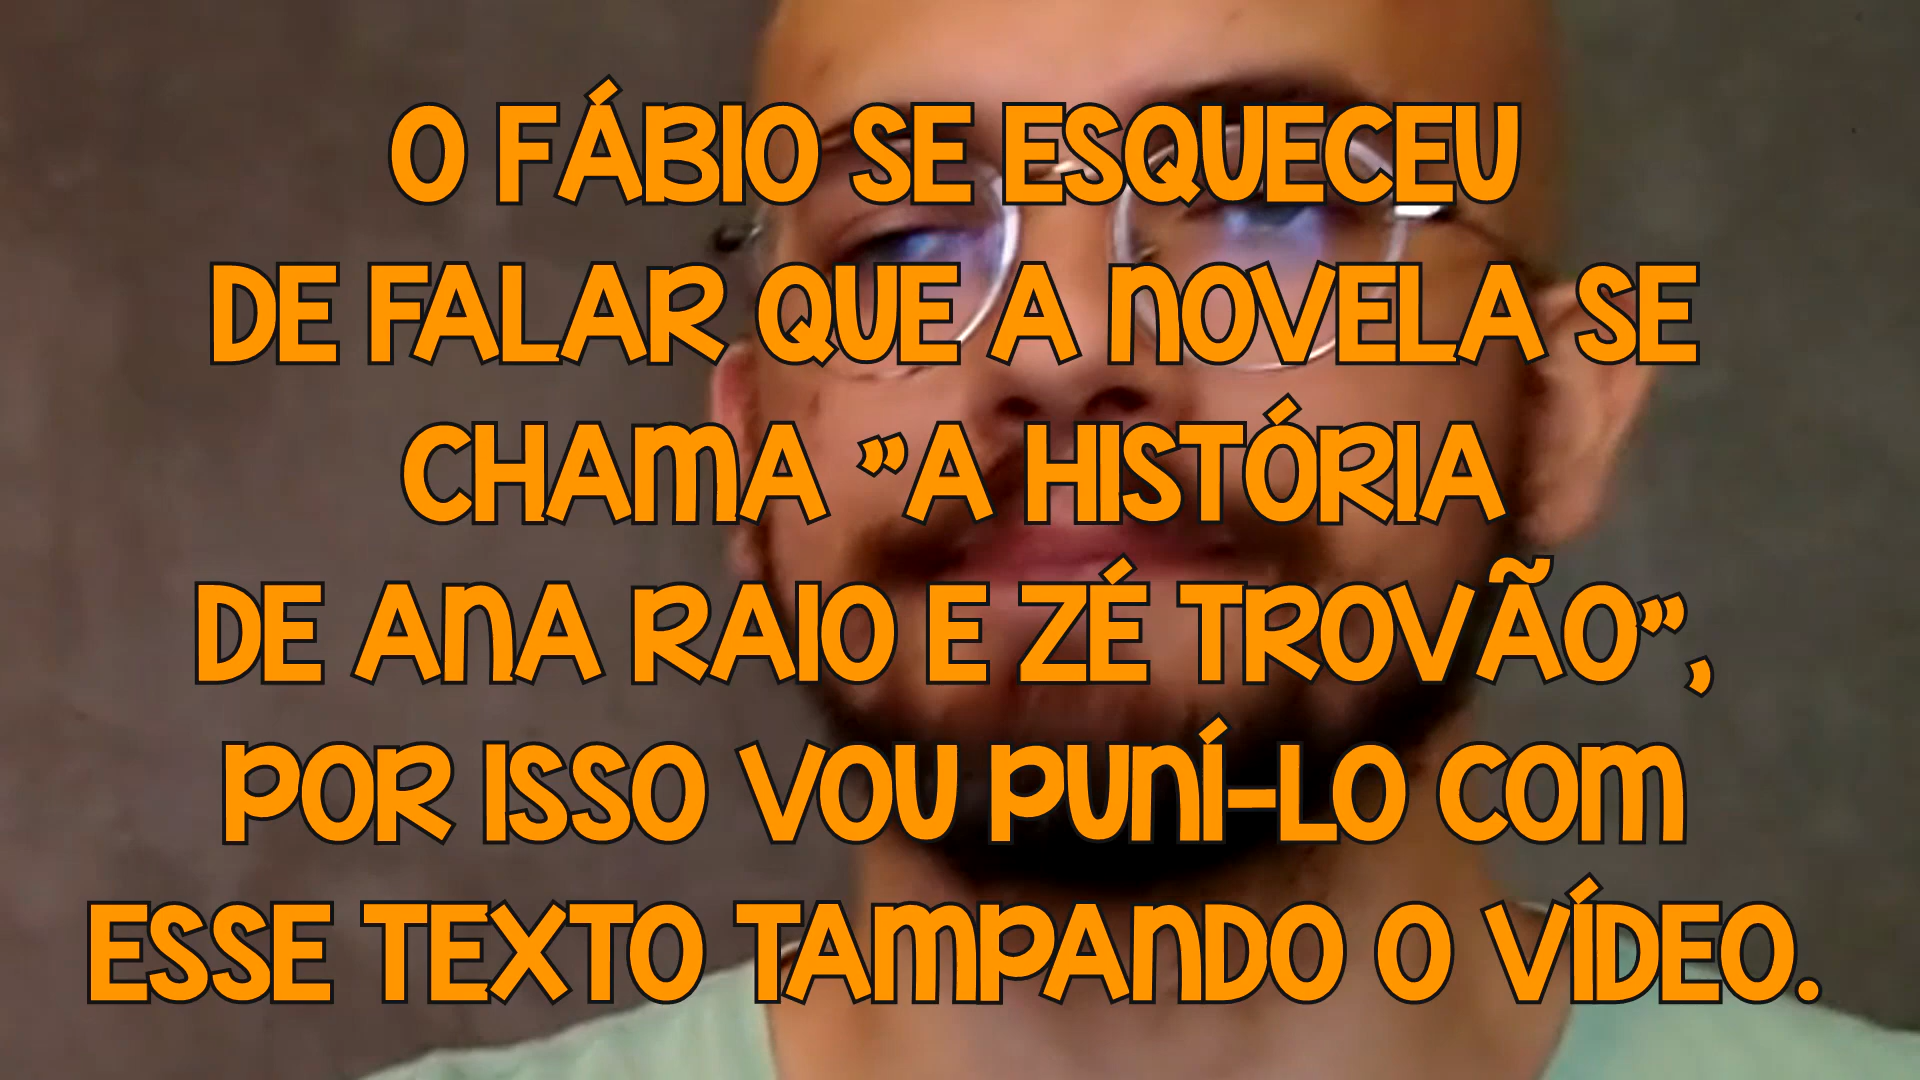 O FÁBIO SE ESQUECEU
DE FALAR QUE A NOVELA SE
CHAMA "A HISTÓRIA
DE ANA RAIO E ZÉ TROVÃO",
POR ISSO VOU PUNÍ-LO COM
ESSE TEXTO TAMPANDO O VÍDEO.